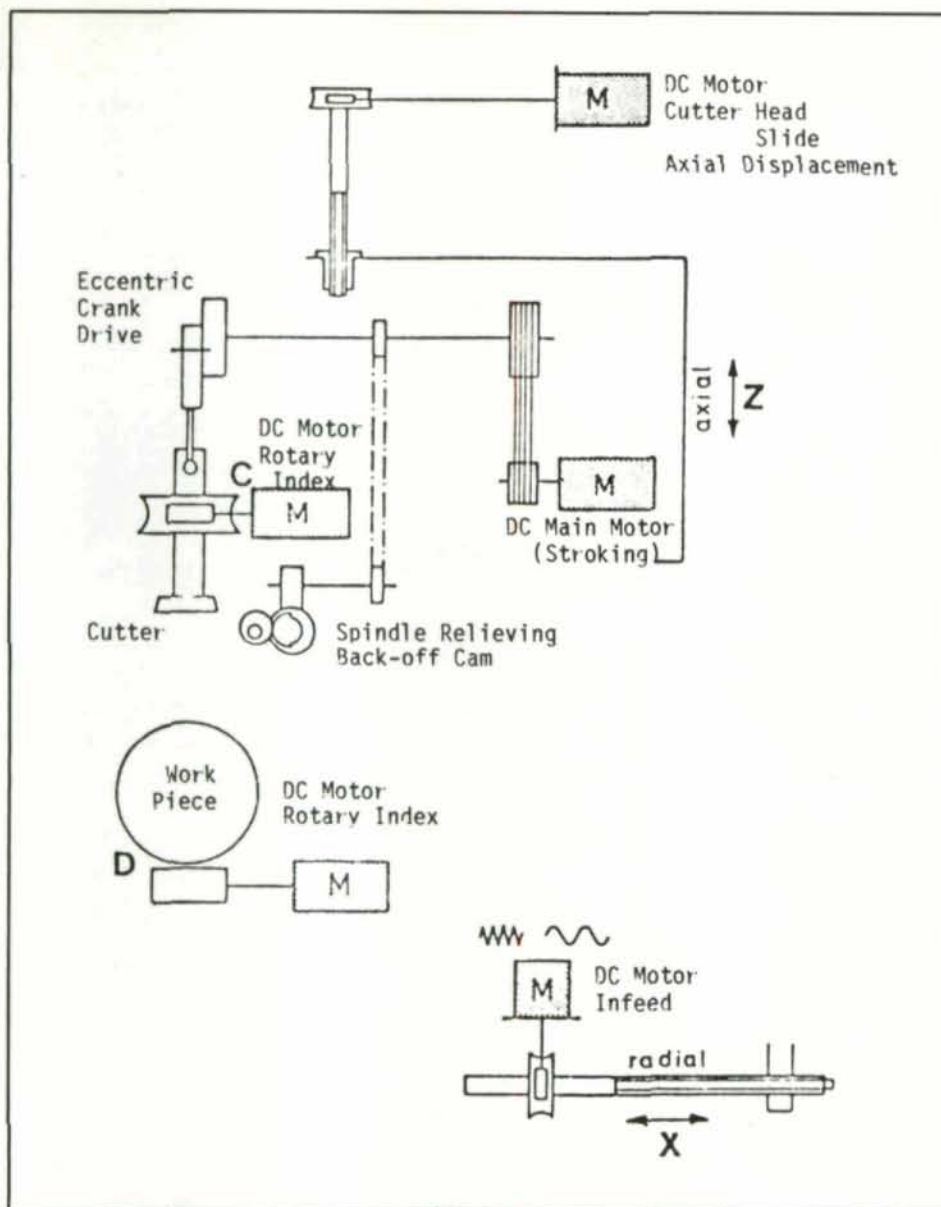 M
DC Motor
Cutter Head
Slide
Axial Displacement
Eccentric
Crank
Drive
axial
Z
DC Motor
Rotary
Index
C
M
M
DC Main Motor
(Stroking)
Cutter
Spindle Relieving
Back-off Cam
Work
Piece
DC Motor
Rotary Index
D
M
M
DC Motor
Infeed
radial
X